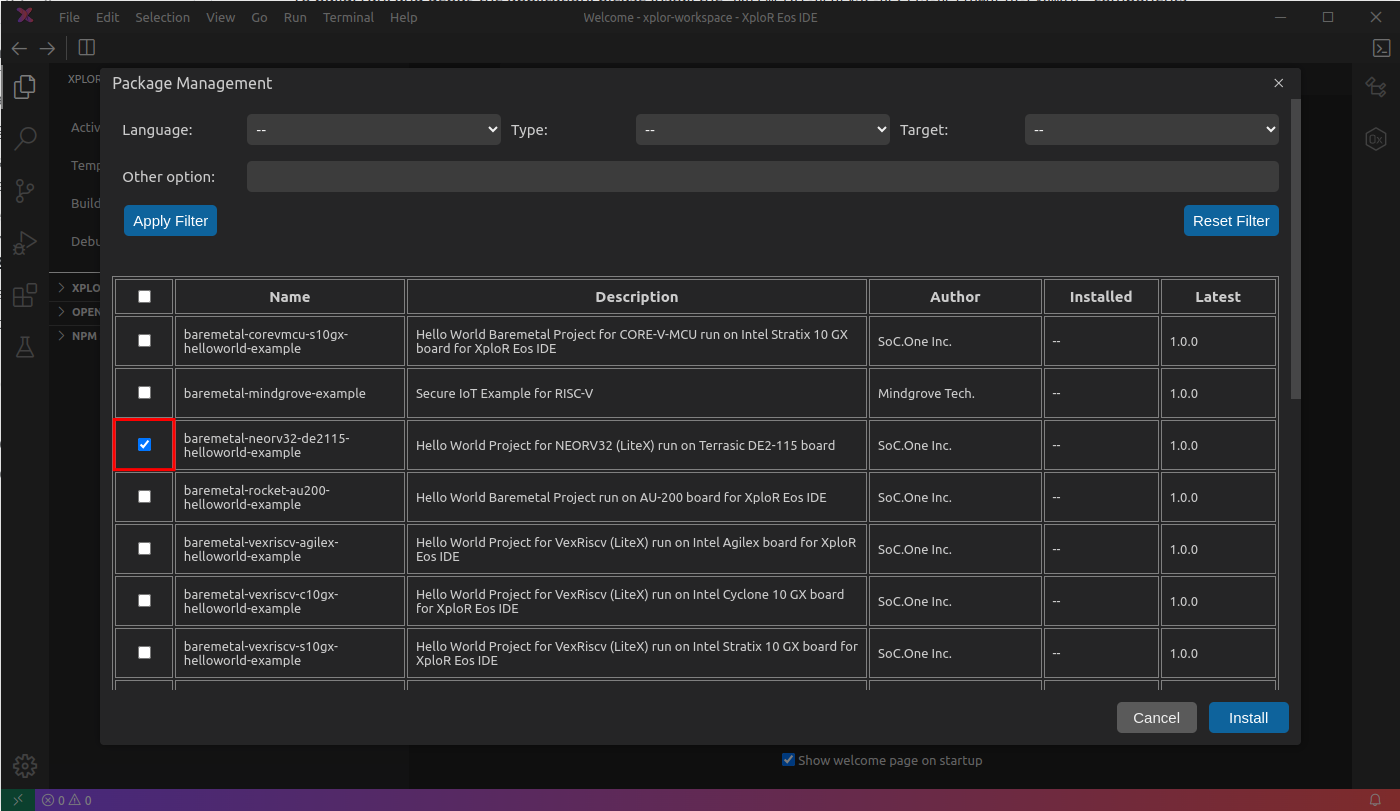 File Edit Selection View Go Run Terminal Help Welcome - xplor-workspace - XploR Eos IDE
XPLOR
Package Management
Language: -- Type: -- Target: --
Other option:
Apply Filter Reset Filter
Activ
Temp
Build
Debu
XPLO
OPEN
NPM
0x
Name Description Author Installed Latest
baremetal-corevmcu-s10gx-
helloworld-example
Hello World Baremetal Project for CORE-V-MCU run on Intel Stratix 10 GX
board for XploR Eos IDE
SoC.One Inc. -- 1.0.0
baremetal-mindgrove-example Secure IoT Example for RISC-V Mindgrove Tech. -- 1.0.0
baremetal-neorv32-de2115-
helloworld-example
Hello World Project for NEORV32 (LiteX) run on Terrasic DE2-115 board
SoC.One Inc. -- 1.0.0
baremetal-rocket-au200-
helloworld-example
Hello World Baremetal Project run on AU-200 board for XploR Eos IDE
SoC.One Inc. -- 1.0.0
baremetal-vexriscv-agilex-
helloworld-example
Hello World Project for VexRiscv (LiteX) run on Intel Agilex board for XploR
Eos IDE
SoC.One Inc. -- 1.0.0
baremetal-vexriscv-c10gx-
helloworld-example
Hello World Project for VexRiscv (LiteX) run on Intel Cyclone 10 GX board
for XploR Eos IDE
SoC.One Inc. -- 1.0.0
baremetal-vexriscv-s10gx-
helloworld-example
Hello World Project for VexRiscv (LiteX) run on Intel Stratix 10 GX board for
XploR Eos IDE
SoC.One Inc. -- 1.0.0
Cancel Install
Show welcome page on startup
0 0